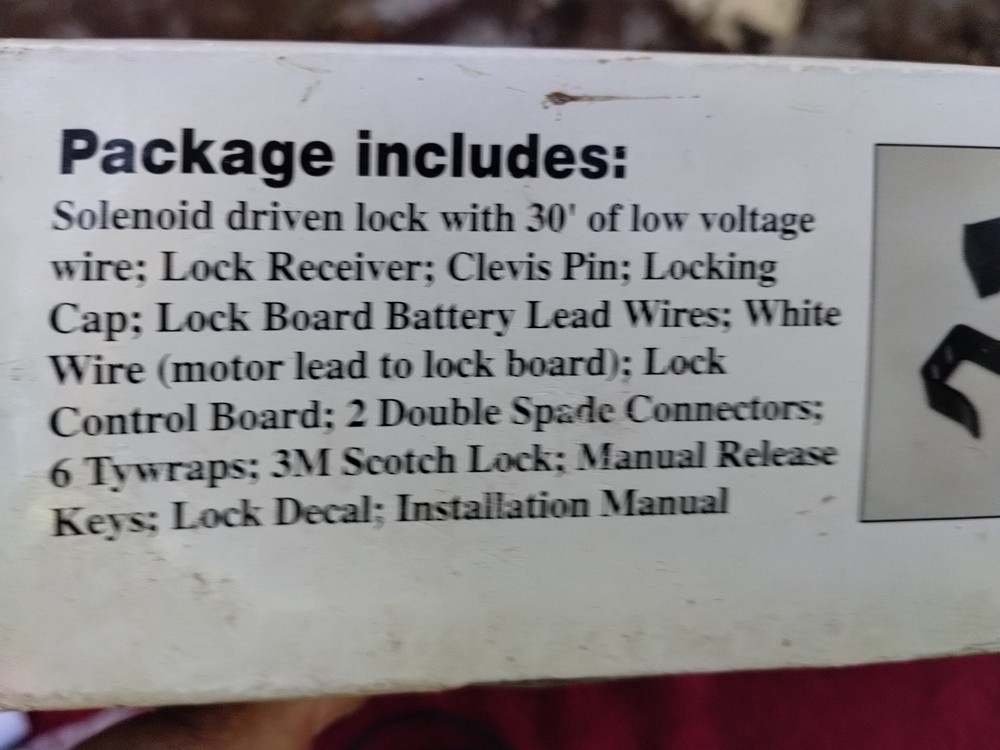 Package includes:
Solenoid driven lock with 30' of low voltage
wire; Lock Receiver; Clevis Pin; Locking
Cap; Lock Board Battery Lead Wires; White
Wire (motor lead to lock board); Lock
Control Board; 2 Double Spade Connectors;
6 Tywraps; 3M Scotch Lock; Manual Release
Keys; Lock Decal; Installation Manual